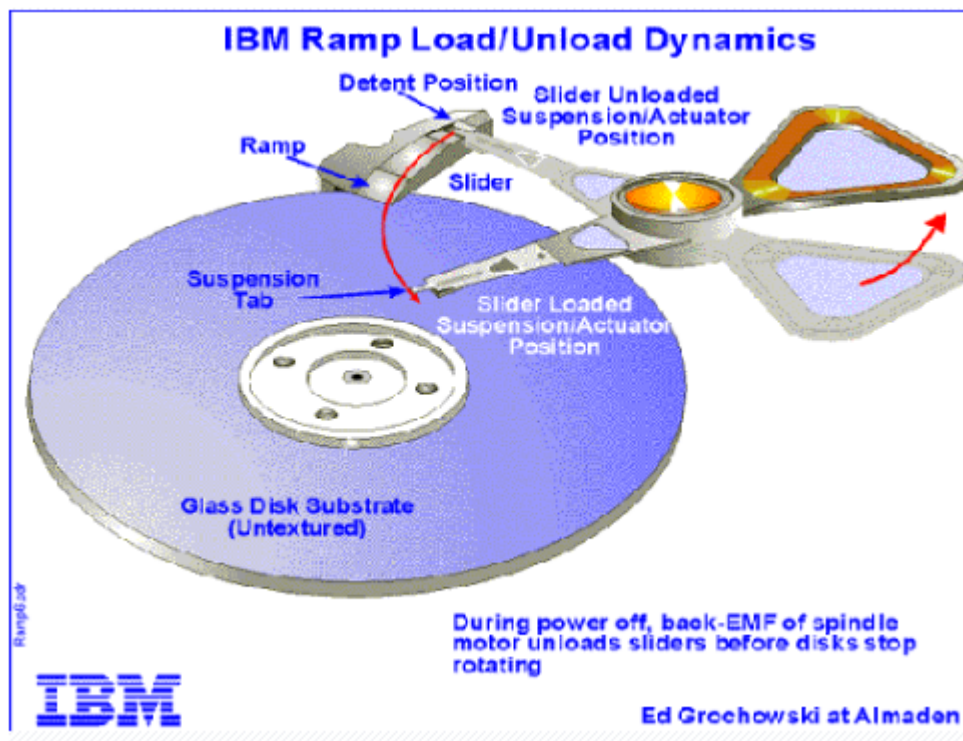 IBM Ramp Load/Unload Dynamics
Detent Position
Slider Unloaded
Suspension/Actuator
Position
Ramp
Slider
Suspension
Tab
Slider Loaded
Suspension/Actuator
Position
Glass Disk Substrate
(Untextured)
Ramp6.cdr
During power off, back-EMF of spindle
motor unloads sliders before disks stop
rotating
IBM
Ed Grochowski at Almaden